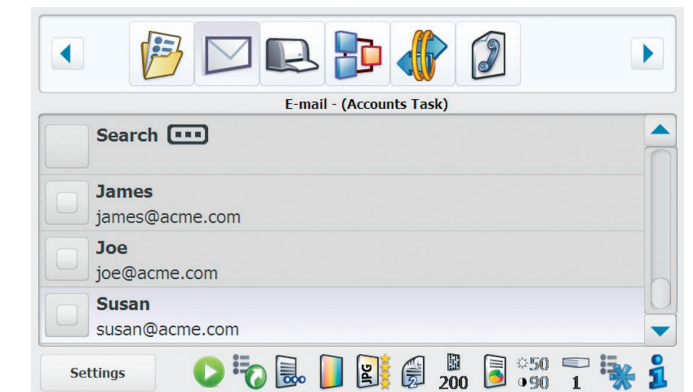 E-mail - (Accounts Task)
Search
James
james@acme.com
Joe
joe@acme.com
Susan
susan@acme.com
Settings
JPG
2
200
50
90
1